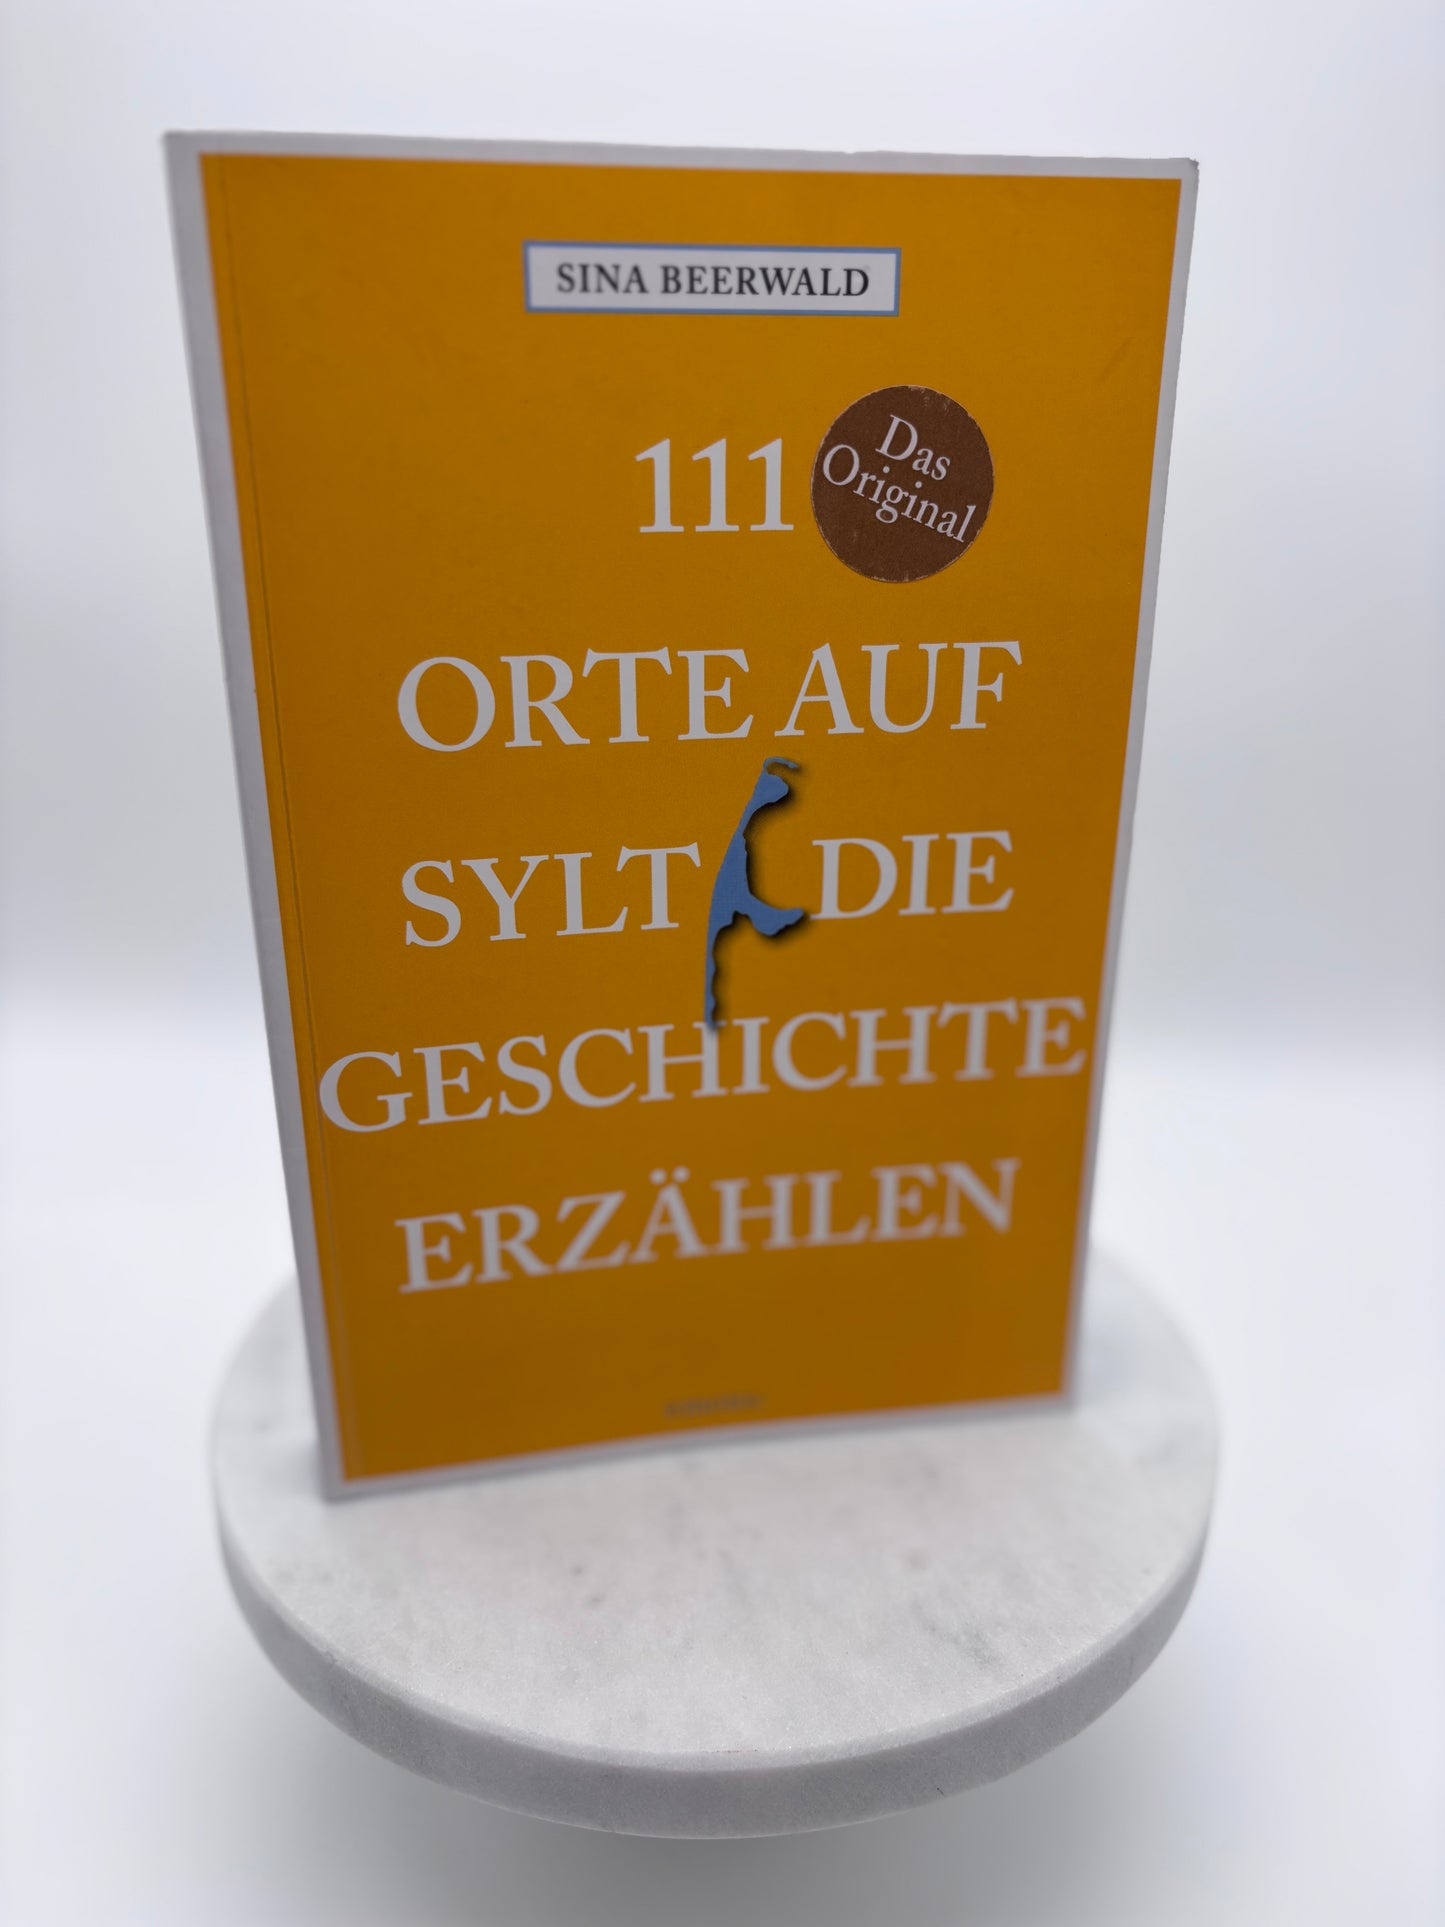 SINA BEERWALD
111
Das
Original
ORTE AUF
SYLT DIE
GESCHICHTE
ERZÄHLEN